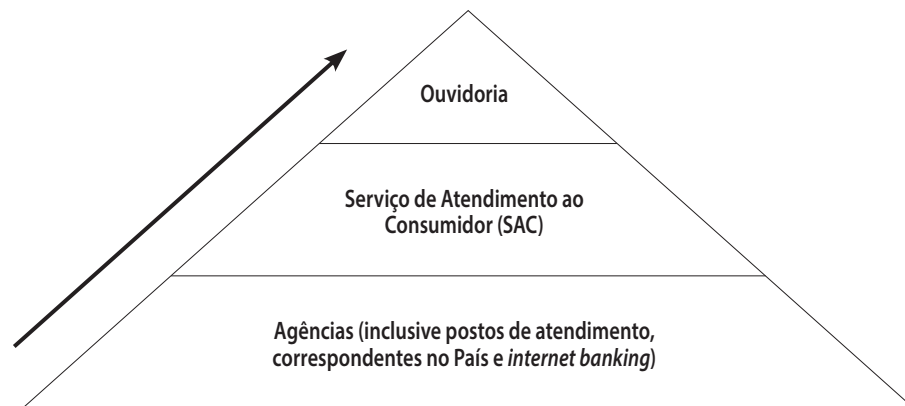 Ouvidoria
Serviço de Atendimento ao
Consumidor (SAC)
Agências (inclusive postos de atendimento,
correspondentes no País e internet banking)